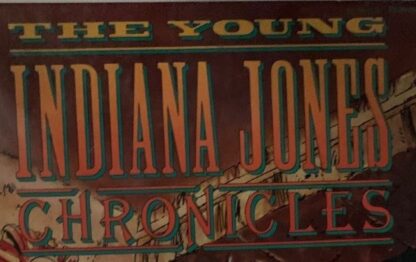 THE YOUNG
INDIANA JONES
CHRONICLES